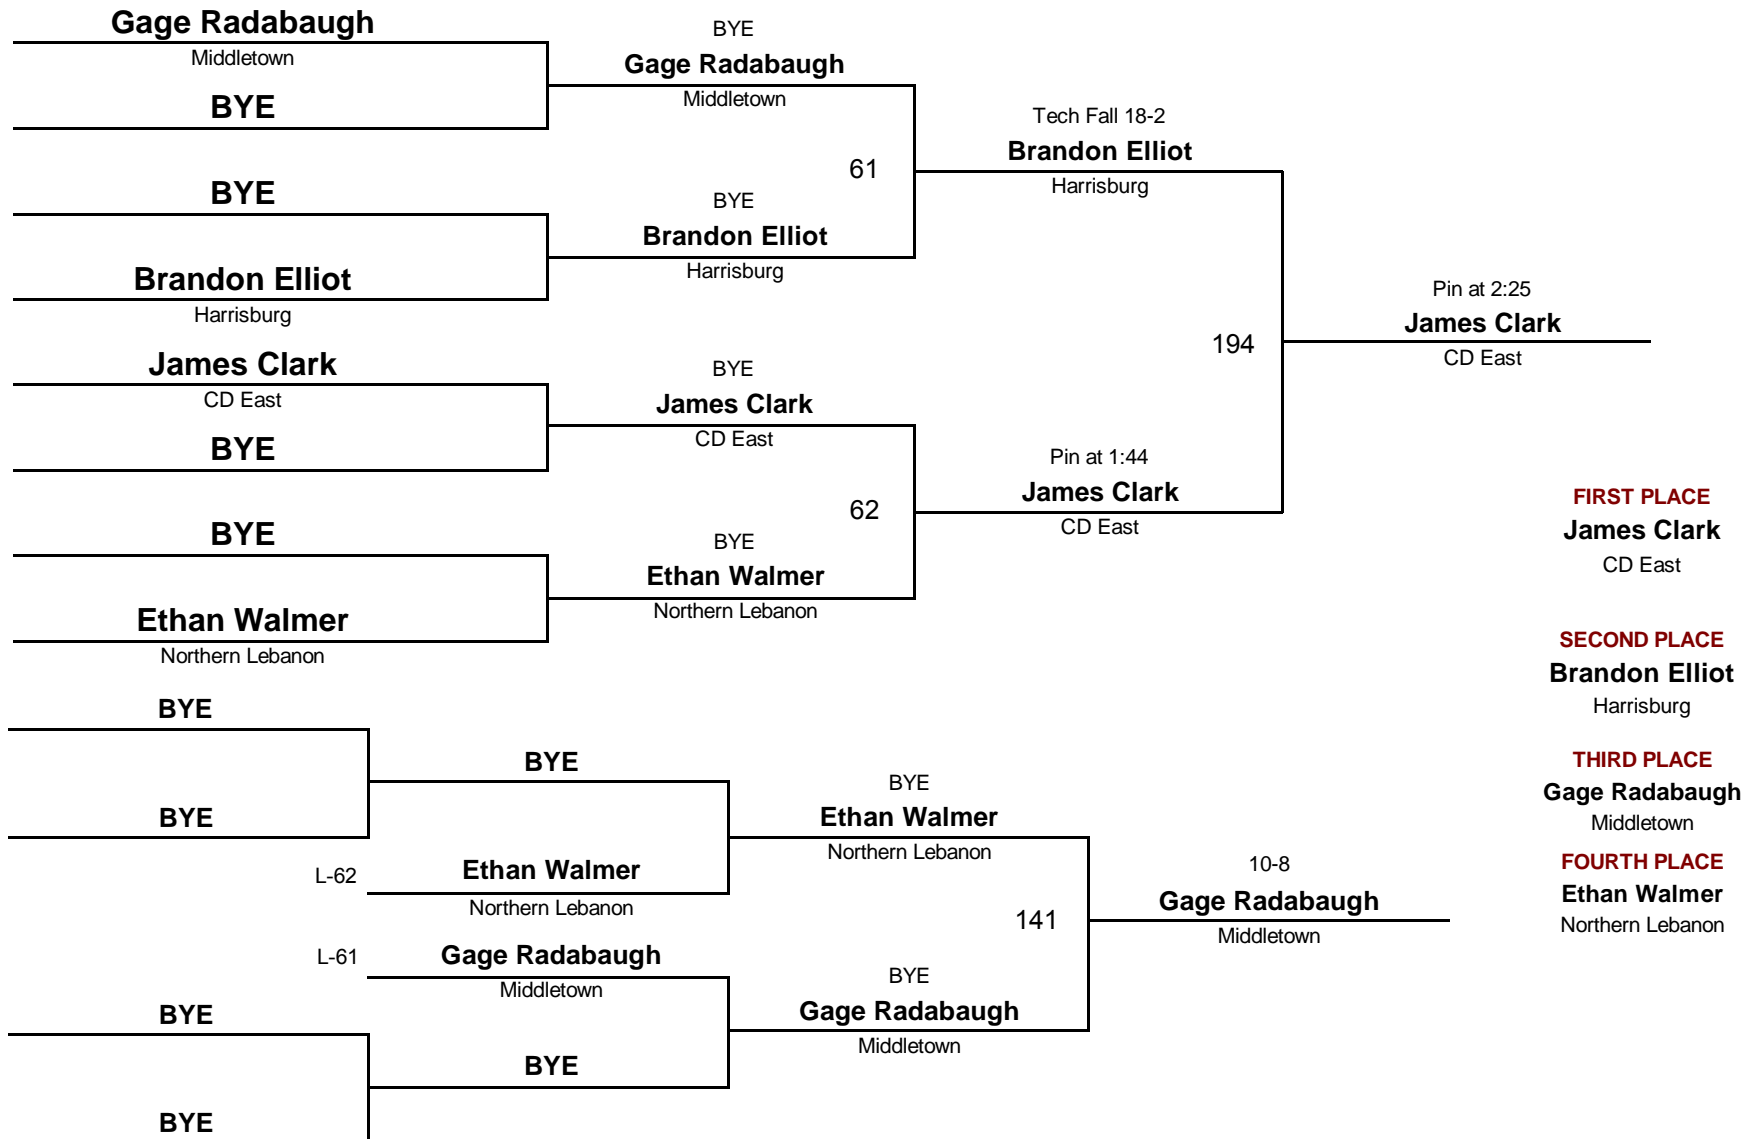 Gage Radabaugh
Middletown
BYE
BYE
Brandon Elliot
Harrisburg
James Clark
CD East
BYE
BYE
Ethan Walmer
Northern Lebanon
BYE
Gage Radabaugh
Middletown
61
BYE
Brandon Elliot
Harrisburg
BYE
James Clark
CD East
62
BYE
Ethan Walmer
Northern Lebanon
Tech Fall 18-2
Brandon Elliot
Harrisburg
194
Pin at 1:44
James Clark
CD East
Pin at 2:25
James Clark
CD East
FIRST PLACE
James Clark
CD East
SECOND PLACE
Brandon Elliot
Harrisburg
THIRD PLACE
Gage Radabaugh
Middletown
FOURTH PLACE
Ethan Walmer
Northern Lebanon
BYE
BYE
BYE
L-62
Ethan Walmer
Northern Lebanon
L-61
Gage Radabaugh
Middletown
BYE
BYE
BYE
BYE
Ethan Walmer
Northern Lebanon
141
BYE
Gage Radabaugh
Middletown
10-8
Gage Radabaugh
Middletown